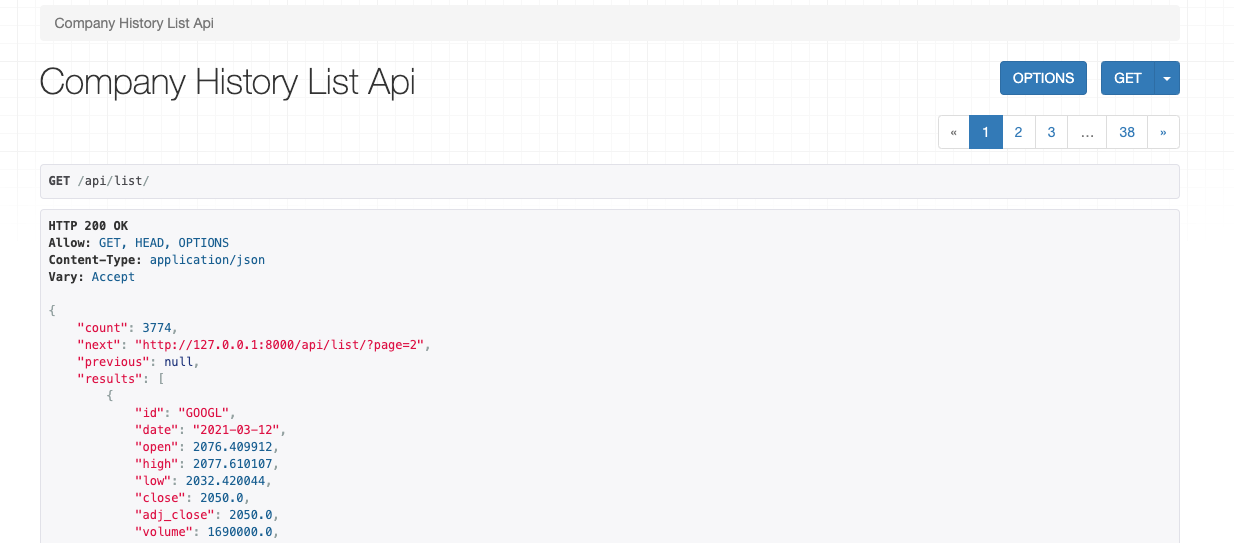 Company History List Api
Company History List Api
OPTIONS GET
« 1 2 3 … 38 »
GET /api/list/
HTTP 200 OK
Allow: GET, HEAD, OPTIONS
Content-Type: application/json
Vary: Accept
{
    "count": 3774,
    "next": "http://127.0.0.1:8000/api/list/?page=2",
    "previous": null,
    "results": [
        {
            "id": "GOOGL",
            "date": "2021-03-12",
            "open": 2076.409912,
            "high": 2077.610107,
            "low": 2032.420044,
            "close": 2050.0,
            "adj_close": 2050.0,
            "volume": 1690000.0,